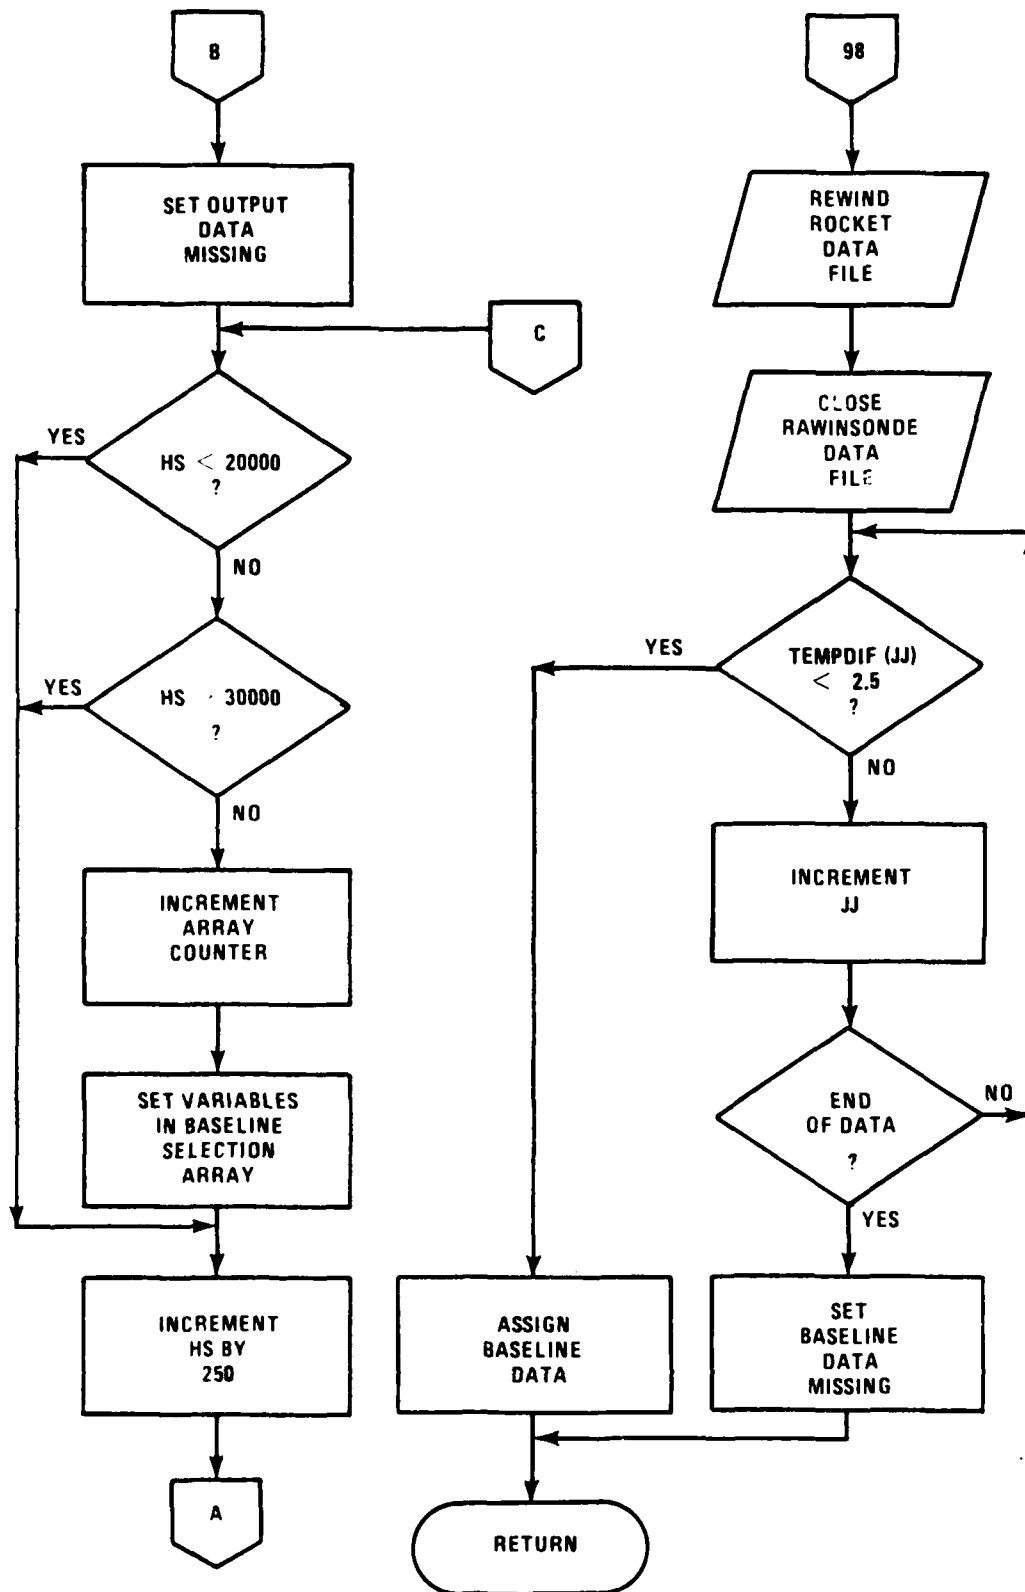 B
SET OUTPUT
DATA
MISSING
C
YES
HS < 20000
?
NO
YES
HS 30000
?
NO
INCREMENT
ARRAY
COUNTER
SET VARIABLES
IN BASELINE
SELECTION
ARRAY
INCREMENT
HS BY
250
A
98
REWIND
ROCKET
DATA
FILE
CLOSE
RAWINSONDE
DATA
FILE
YES
TEMPDIF (JJ)
< 2.5
?
NO
INCREMENT
JJ
END
OF DATA
?
NO
YES
ASSIGN
BASELINE
DATA
SET
BASELINE
DATA
MISSING
RETURN